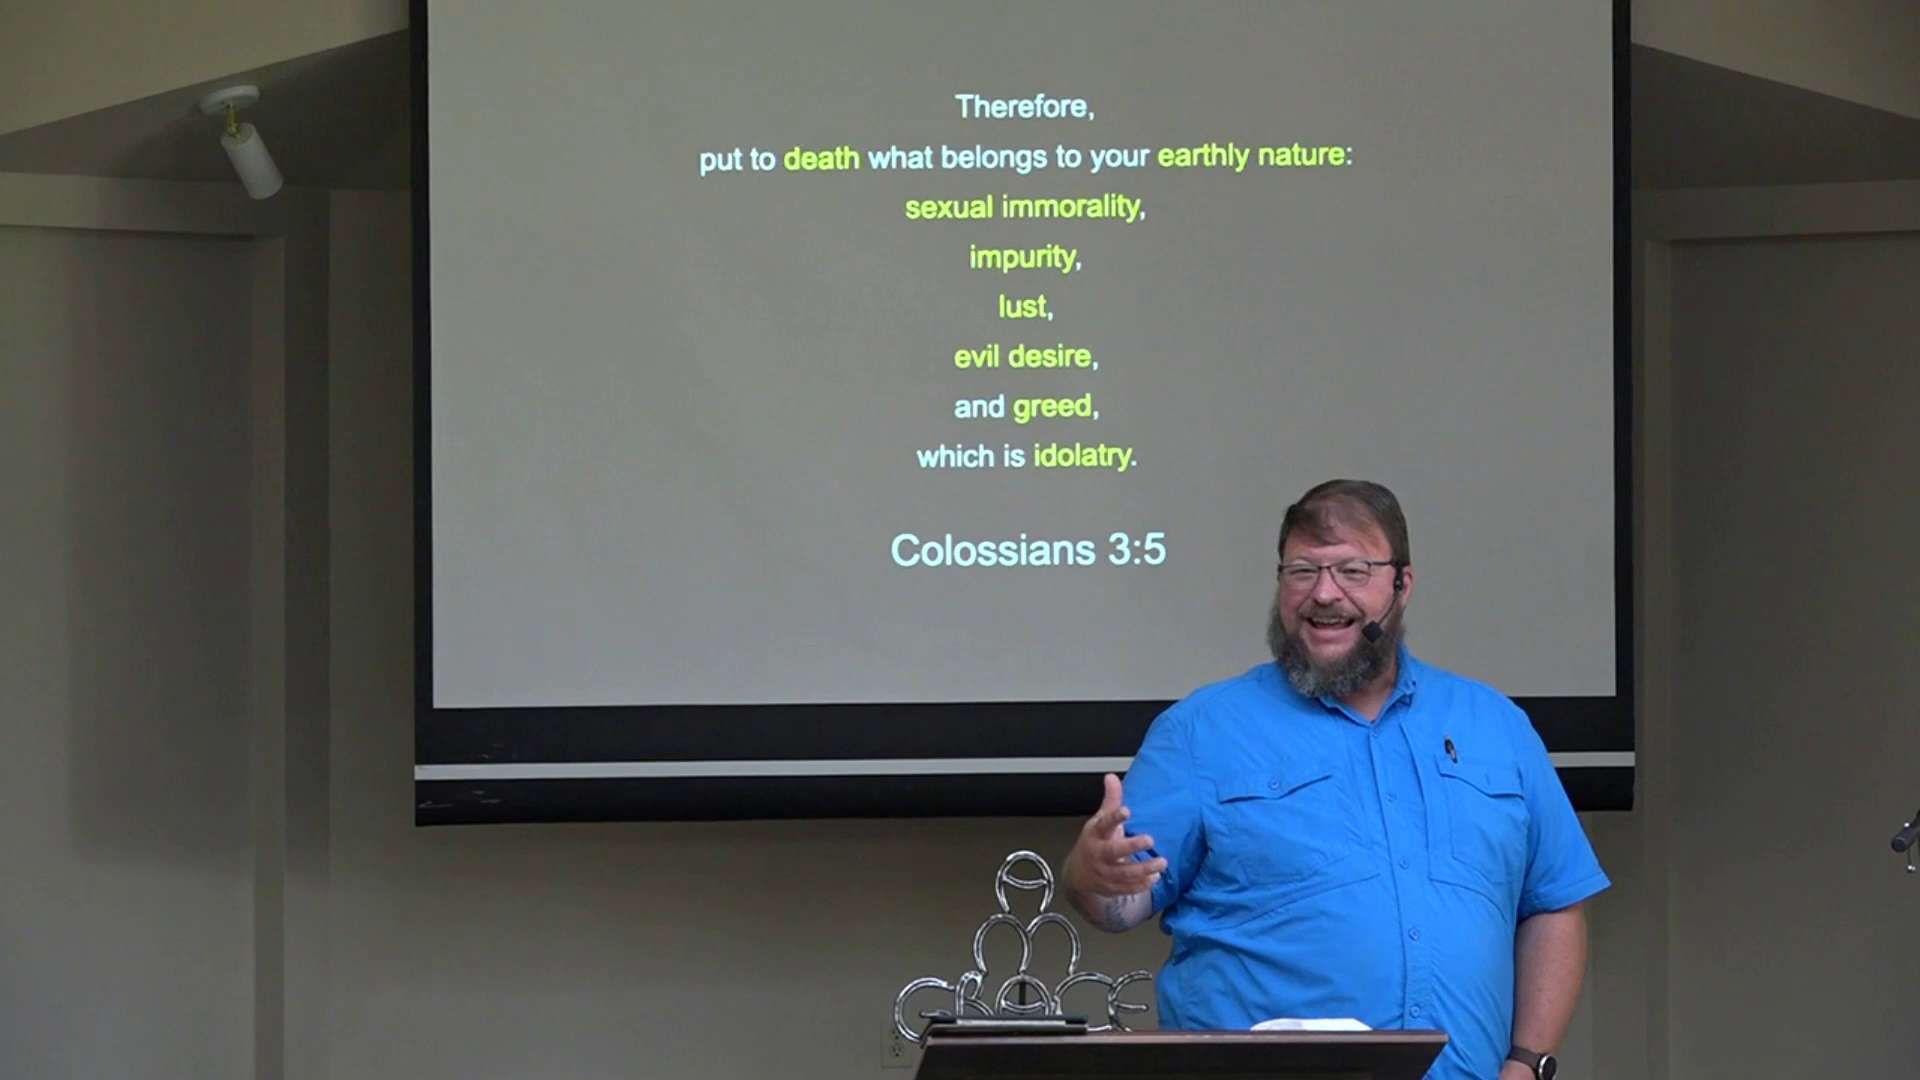 Therefore,
put to death what belongs to your earthly nature:
sexual immorality,
impurity,
lust,
evil desire,
and greed,
which is idolatry.
Colossians 3:5
GRACE